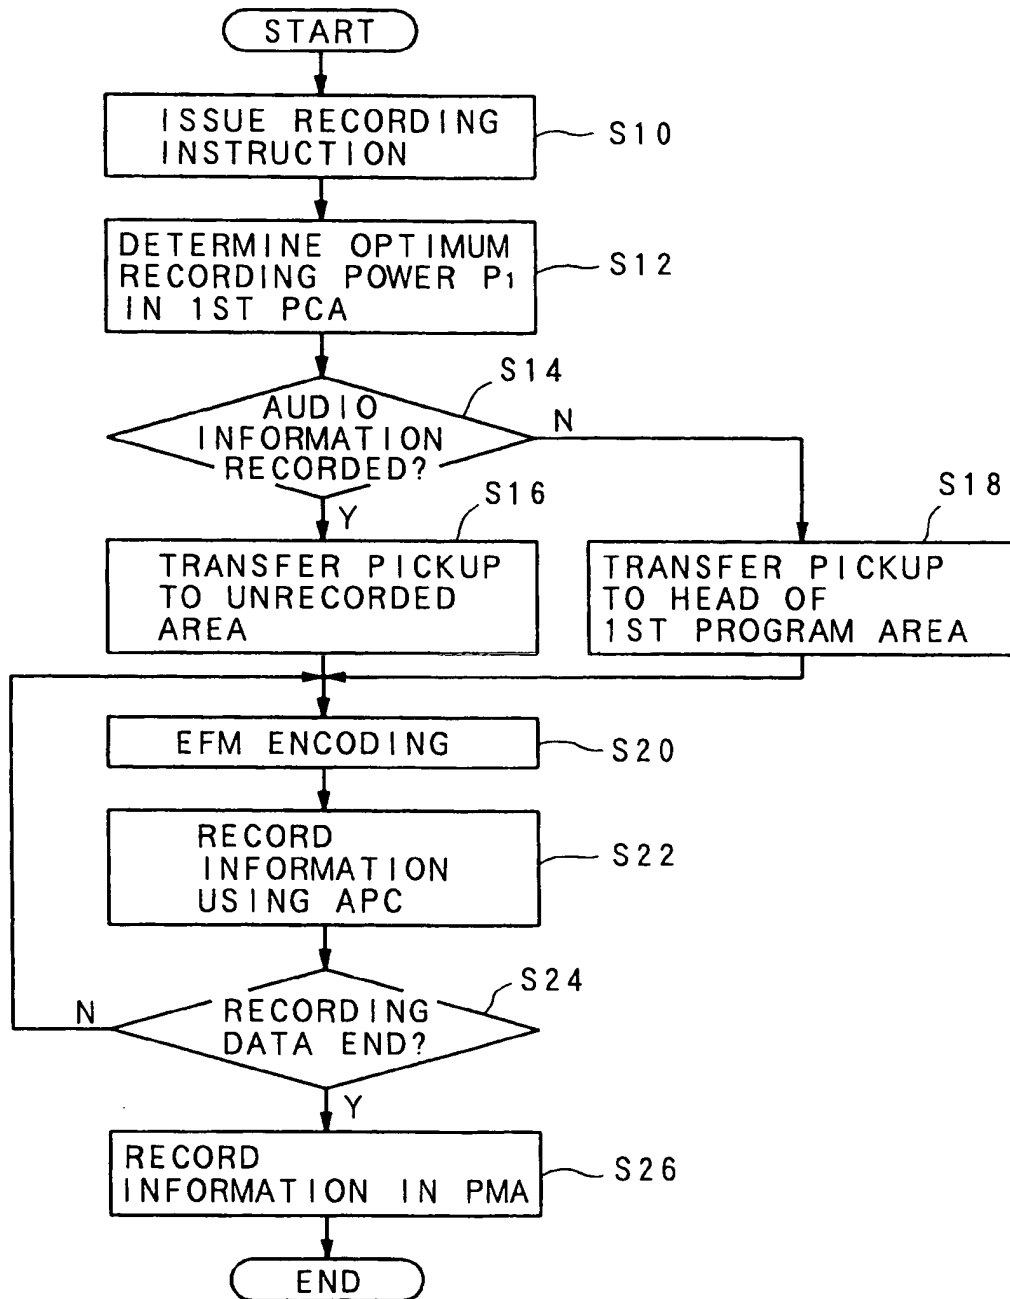 START
ISSUE RECORDING
INSTRUCTION
S10
DETERMINE OPTIMUM
RECORDING POWER P1
IN 1ST PCA
S12
S14
AUDIO
INFORMATION
RECORDED?
N
Y
S16
S18
TRANSFER PICKUP
TO UNRECORDED
AREA
TRANSFER PICKUP
TO HEAD OF
1ST PROGRAM AREA
EFM ENCODING
S20
RECORD
INFORMATION
USING APC
S22
S24
N
RECORDING
DATA END?
Y
RECORD
INFORMATION IN PMA
S26
END